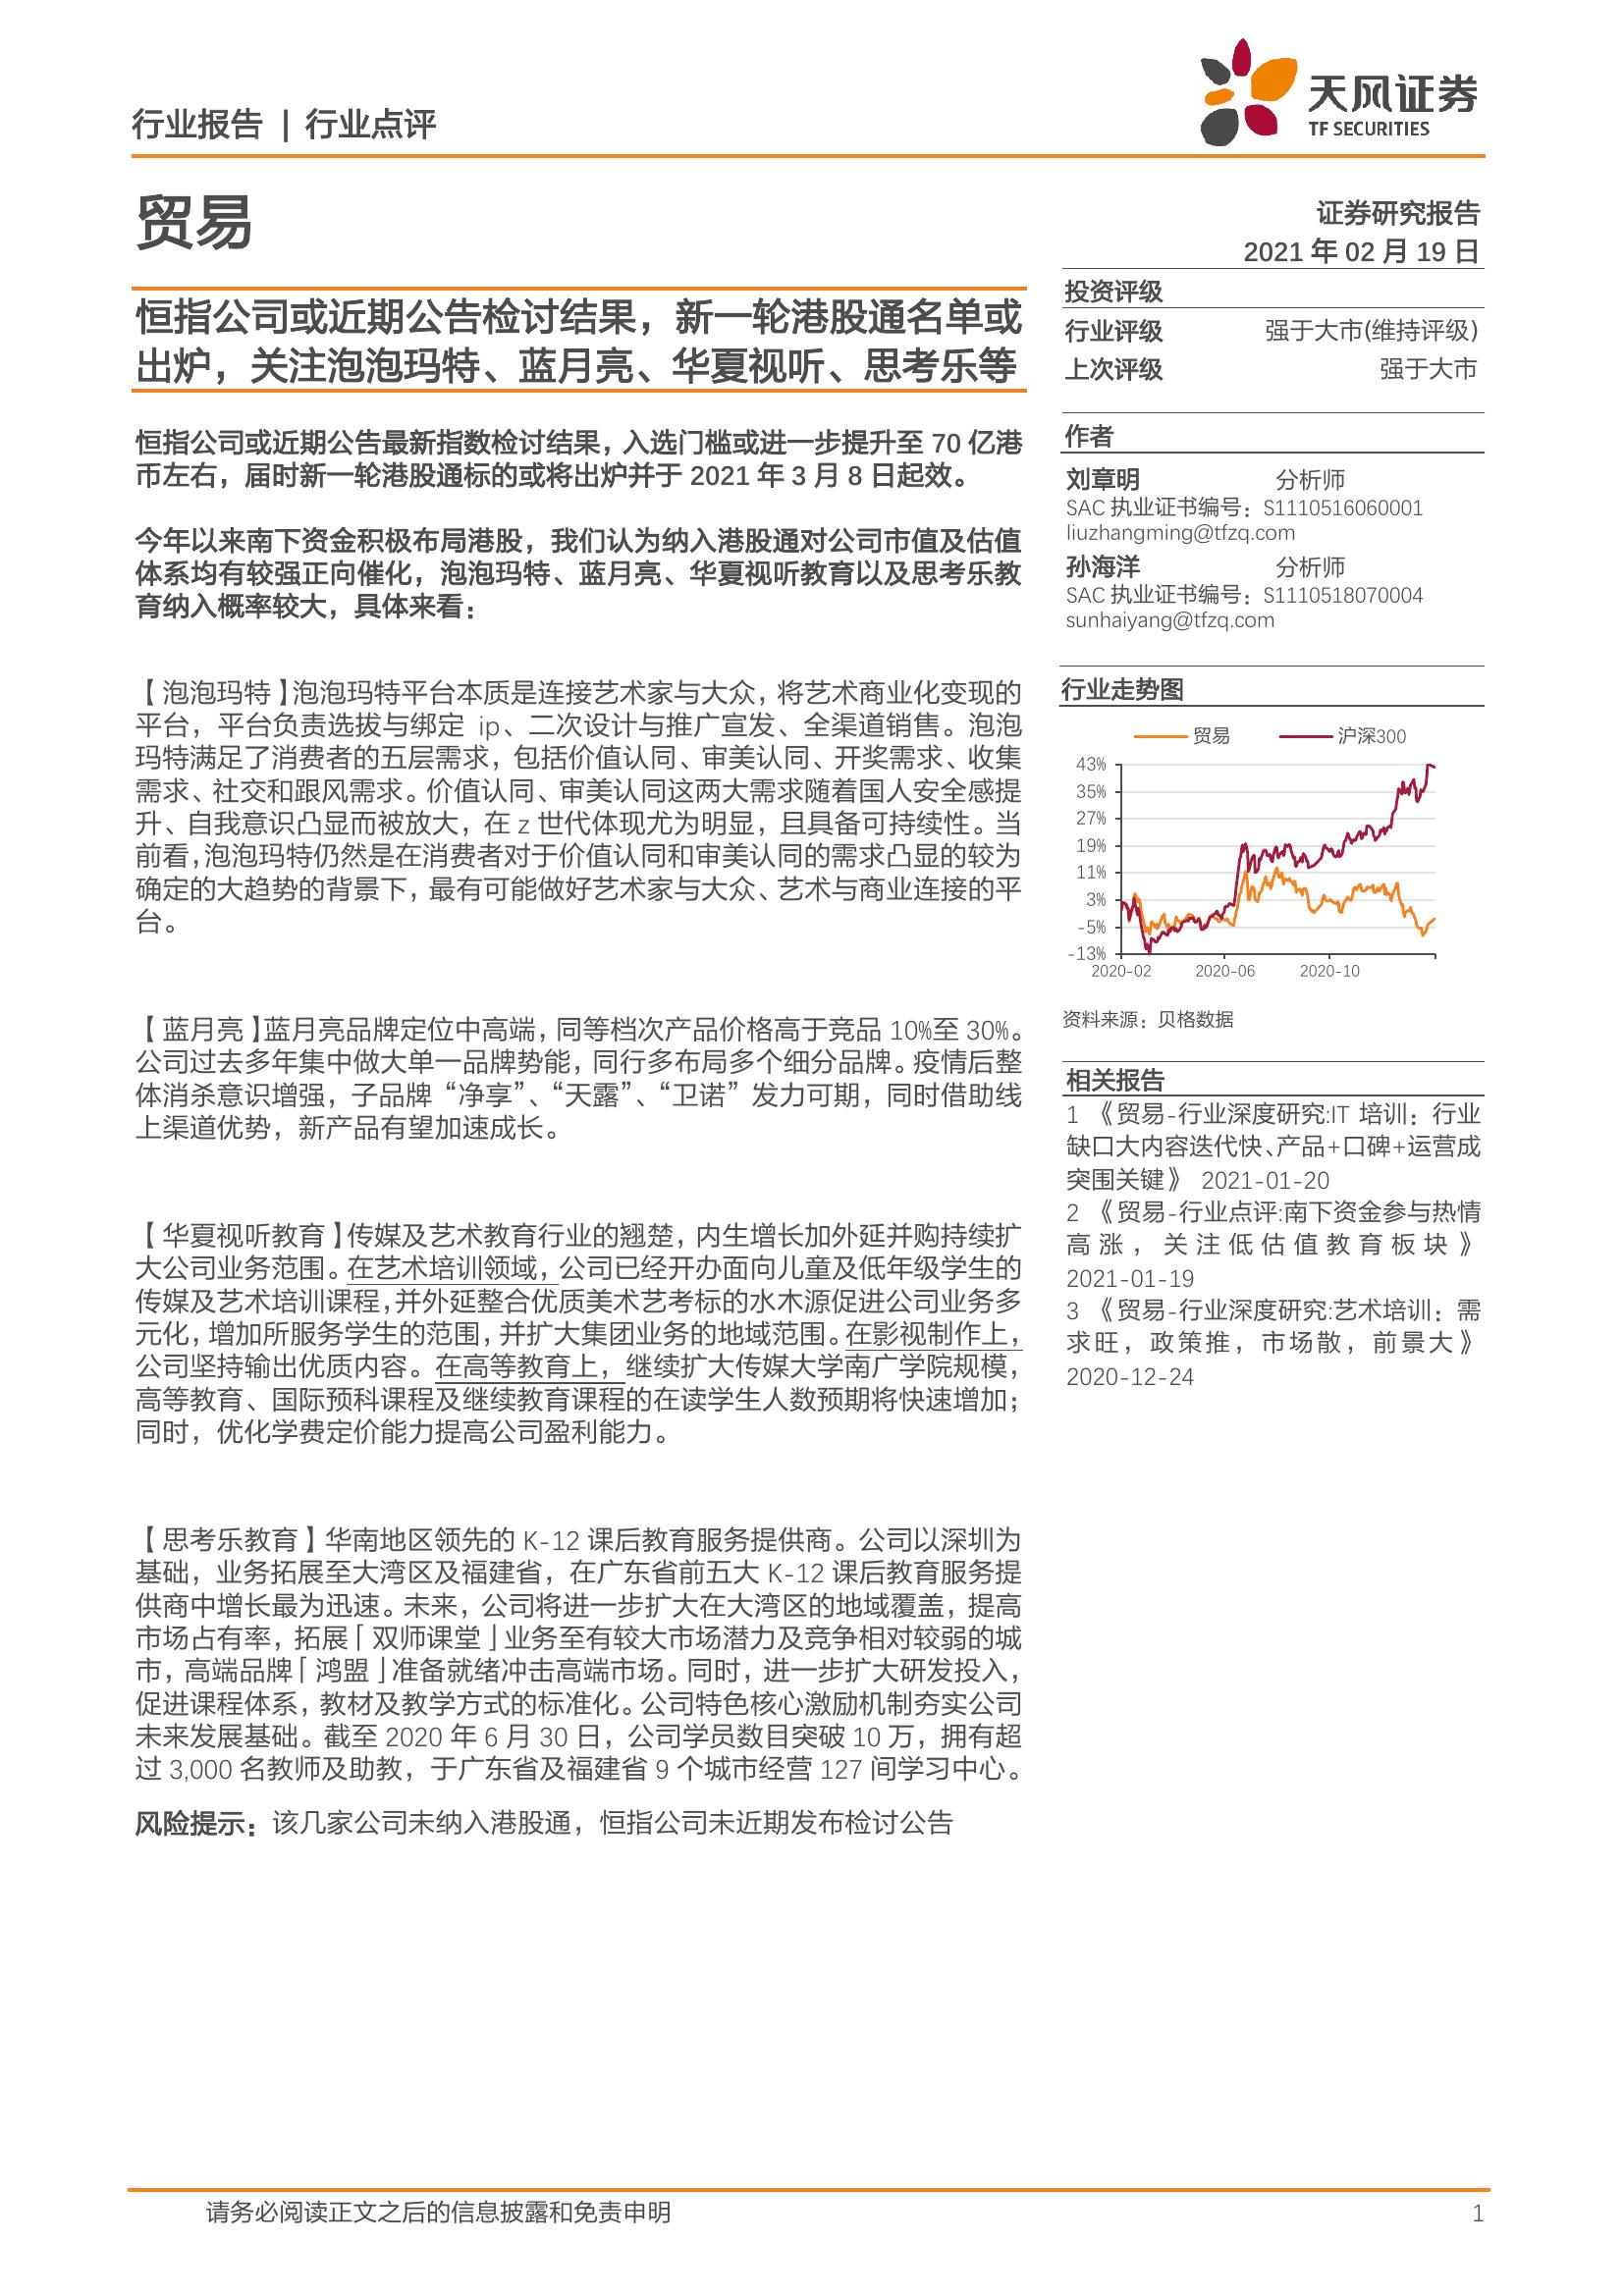 行业报告 | 行业点评
天风证券
TF SECURITIES
贸易
证券研究报告
2021 年 02 月 19 日
恒指公司或近期公告检讨结果，新一轮港股通名单或
出炉，关注泡泡玛特、蓝月亮、华夏视听、思考乐等
恒指公司或近期公告最新指数检讨结果，入选门槛或进一步提升至 70 亿港
币左右，届时新一轮港股通标的或将出炉并于 2021 年 3 月 8 日起效。
今年以来南下资金积极布局港股，我们认为纳入港股通对公司市值及估值
体系均有较强正向催化，泡泡玛特、蓝月亮、华夏视听教育以及思考乐教
育纳入概率较大，具体来看：
【泡泡玛特】泡泡玛特平台本质是连接艺术家与大众，将艺术商业化变现的
平台，平台负责选拔与绑定 ip、二次设计与推广宣发、全渠道销售。泡泡
玛特满足了消费者的五层需求，包括价值认同、审美认同、开奖需求、收集
需求、社交和跟风需求。价值认同、审美认同这两大需求随着国人安全感提
升、自我意识凸显而被放大，在 z 世代体现尤为明显，且具备可持续性。当
前看，泡泡玛特仍然是在消费者对于价值认同和审美认同的需求凸显的较为
确定的大趋势的背景下，最有可能做好艺术家与大众、艺术与商业连接的平
台。
【蓝月亮】蓝月亮品牌定位中高端，同等档次产品价格高于竞品 10%至 30%。
公司过去多年集中做大单一品牌势能，同行多布局多个细分品牌。疫情后整
体消杀意识增强，子品牌“净享”、“天露”、“卫诺”发力可期，同时借助线
上渠道优势，新产品有望加速成长。
【华夏视听教育】传媒及艺术教育行业的翘楚，内生增长加外延并购持续扩
大公司业务范围。在艺术培训领域，公司已经开办面向儿童及低年级学生的
传媒及艺术培训课程，并外延整合优质美术艺考标的水木源促进公司业务多
元化，增加所服务学生的范围，并扩大集团业务的地域范围。在影视制作上，
公司坚持输出优质内容。在高等教育上，继续扩大传媒大学南广学院规模，
高等教育、国际预科课程及继续教育课程的在读学生人数预期将快速增加；
同时，优化学费定价能力提高公司盈利能力。
【思考乐教育】华南地区领先的 K-12 课后教育服务提供商。公司以深圳为
基础，业务拓展至大湾区及福建省，在广东省前五大 K-12 课后教育服务提
供商中增长最为迅速。未来，公司将进一步扩大在大湾区的地域覆盖，提高
市场占有率，拓展「双师课堂」业务至有较大市场潜力及竞争相对较弱的城
市，高端品牌「鸿盟」准备就绪冲击高端市场。同时，进一步扩大研发投入，
促进课程体系，教材及教学方式的标准化。公司特色核心激励机制夯实公司
未来发展基础。截至 2020 年 6 月 30 日，公司学员数目突破 10 万，拥有超
过 3,000 名教师及助教，于广东省及福建省 9 个城市经营 127 间学习中心。
风险提示：该几家公司未纳入港股通，恒指公司未近期发布检讨公告
投资评级
行业评级 强于大市(维持评级)
上次评级 强于大市
作者
刘章明 分析师
SAC 执业证书编号：S1110516060001
liuzhangming@tfzq.com
孙海洋 分析师
SAC 执业证书编号：S1110518070004
sunhaiyang@tfzq.com
行业走势图
贸易 沪深300
43%
35%
27%
19%
11%
3%
-5%
-13%
2020-02 2020-06 2020-10
资料来源：贝格数据
相关报告
1 《贸易-行业深度研究:IT 培训：行业
缺口大内容迭代快、产品+口碑+运营成
突围关键》 2021-01-20
2 《贸易-行业点评:南下资金参与热情
高涨，关注低估值教育板块》
2021-01-19
3 《贸易-行业深度研究:艺术培训：需
求旺，政策推，市场散，前景大》
2020-12-24
请务必阅读正文之后的信息披露和免责申明 1